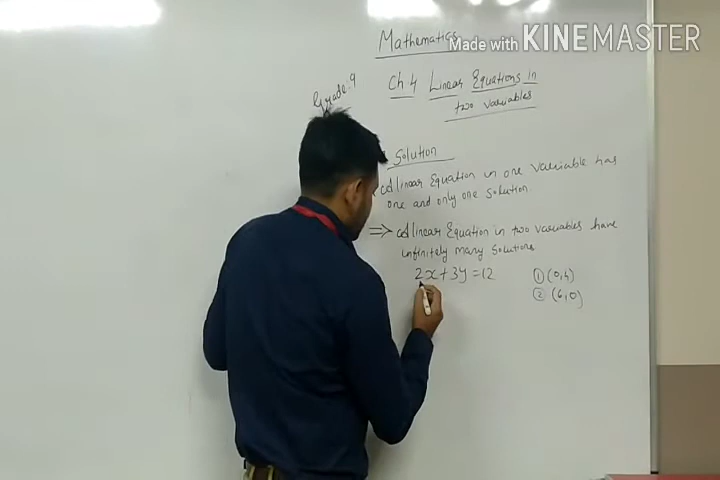 Mathematics
Made with KINEMASTER
Grade:9
Ch 4 Linear Equations in
two variables
Solution
linear Equation in one variable has
one and only one solution.
⇒ linear Equation in two variables have
infinitely many solutions
2x+3y=12
① (0,4)
② (6,0)